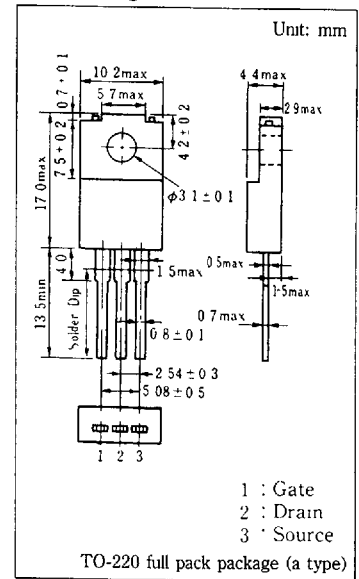 Unit: mm
10.2max
5.7max
4.4max
2.9max
0.7±0.1
7.5±0.2
17.0max
4.2±0.2
φ3.1±0.1
4.0
13.5min
Solder Dip
1.5max
0.5max
1.5max
0.8±0.1
0.7max
2.54±0.3
5.08±0.5
1 2 3
1 : Gate
2 : Drain
3 : Source
TO-220 full pack package (a type)